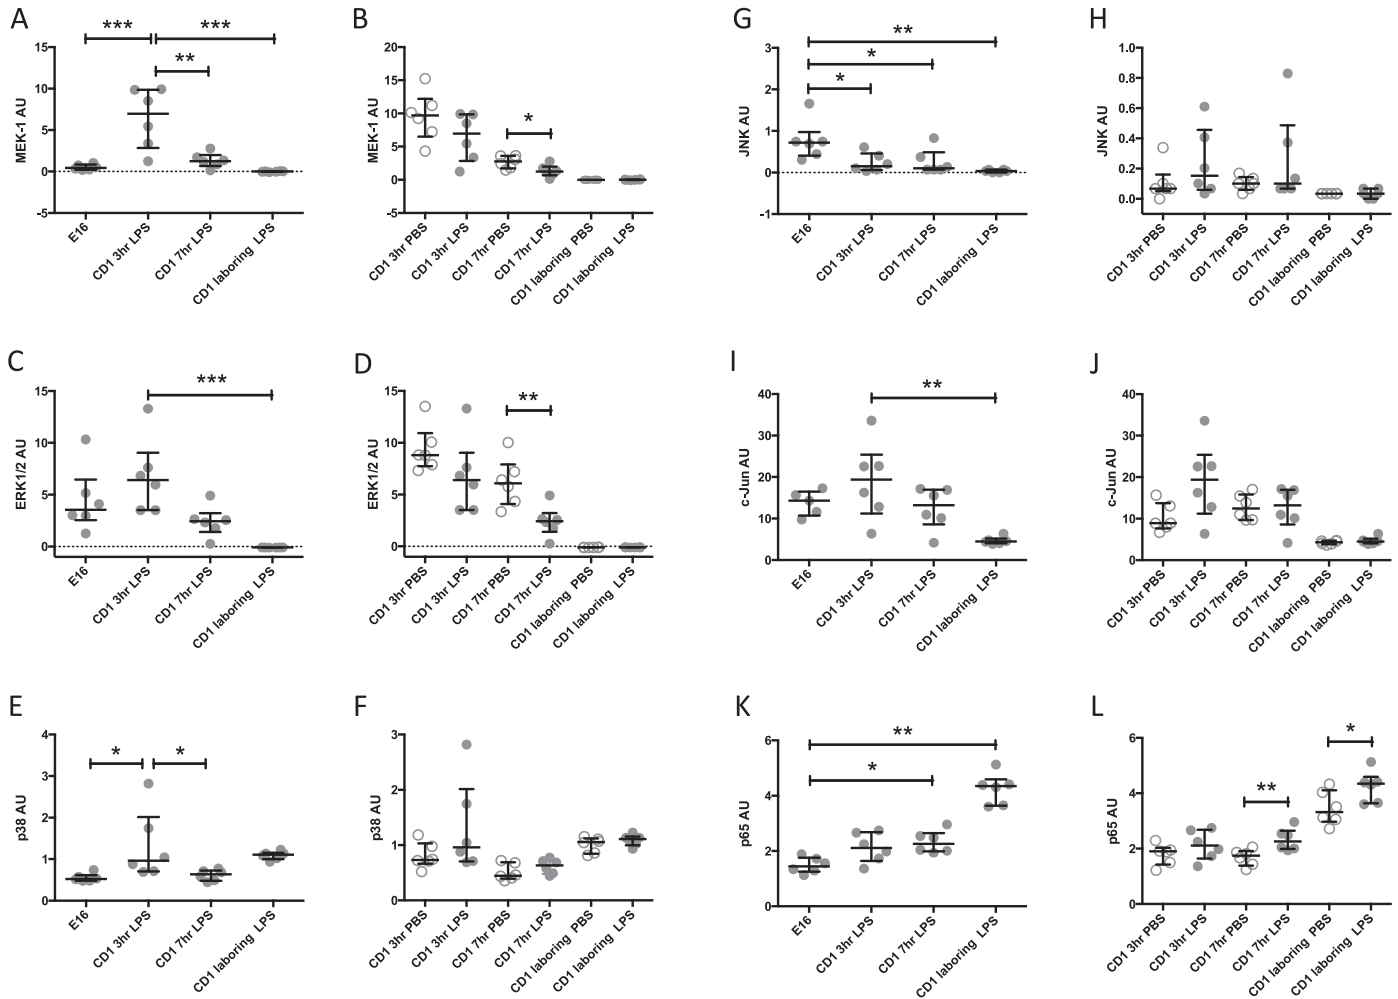 A
***
***
**
MEK-1 AU
15
10
5
0
-5
E16
CD1 3hr LPS
CD1 7hr LPS
CD1 laboring LPS
B
*
MEK-1 AU
20
15
10
5
0
-5
CD1 3hr PBS
CD1 3hr LPS
CD1 7hr PBS
CD1 7hr LPS
CD1 laboring PBS
CD1 laboring LPS
G
**
*
*
JNK AU
3
2
1
0
-1
E16
CD1 3hr LPS
CD1 7hr LPS
CD1 laboring LPS
H
JNK AU
1.0
0.8
0.6
0.4
0.2
0.0
CD1 3hr PBS
CD1 3hr LPS
CD1 7hr PBS
CD1 7hr LPS
CD1 laboring PBS
CD1 laboring LPS
C
***
ERK1/2 AU
15
10
5
0
E16
CD1 3hr LPS
CD1 7hr LPS
CD1 laboring LPS
D
**
ERK1/2 AU
15
10
5
0
CD1 3hr PBS
CD1 3hr LPS
CD1 7hr PBS
CD1 7hr LPS
CD1 laboring PBS
CD1 laboring LPS
I
**
c-Jun AU
40
30
20
10
0
E16
CD1 3hr LPS
CD1 7hr LPS
CD1 laboring LPS
J
c-Jun AU
40
30
20
10
0
CD1 3hr PBS
CD1 3hr LPS
CD1 7hr PBS
CD1 7hr LPS
CD1 laboring PBS
CD1 laboring LPS
E
*
*
p38 AU
4
3
2
1
0
E16
CD1 3hr LPS
CD1 7hr LPS
CD1 laboring LPS
F
p38 AU
3
2
1
0
CD1 3hr PBS
CD1 3hr LPS
CD1 7hr PBS
CD1 7hr LPS
CD1 laboring PBS
CD1 laboring LPS
K
**
*
p65 AU
6
4
2
0
E16
CD1 3hr LPS
CD1 7hr LPS
CD1 laboring LPS
L
*
**
p65 AU
6
4
2
0
CD1 3hr PBS
CD1 3hr LPS
CD1 7hr PBS
CD1 7hr LPS
CD1 laboring PBS
CD1 laboring LPS